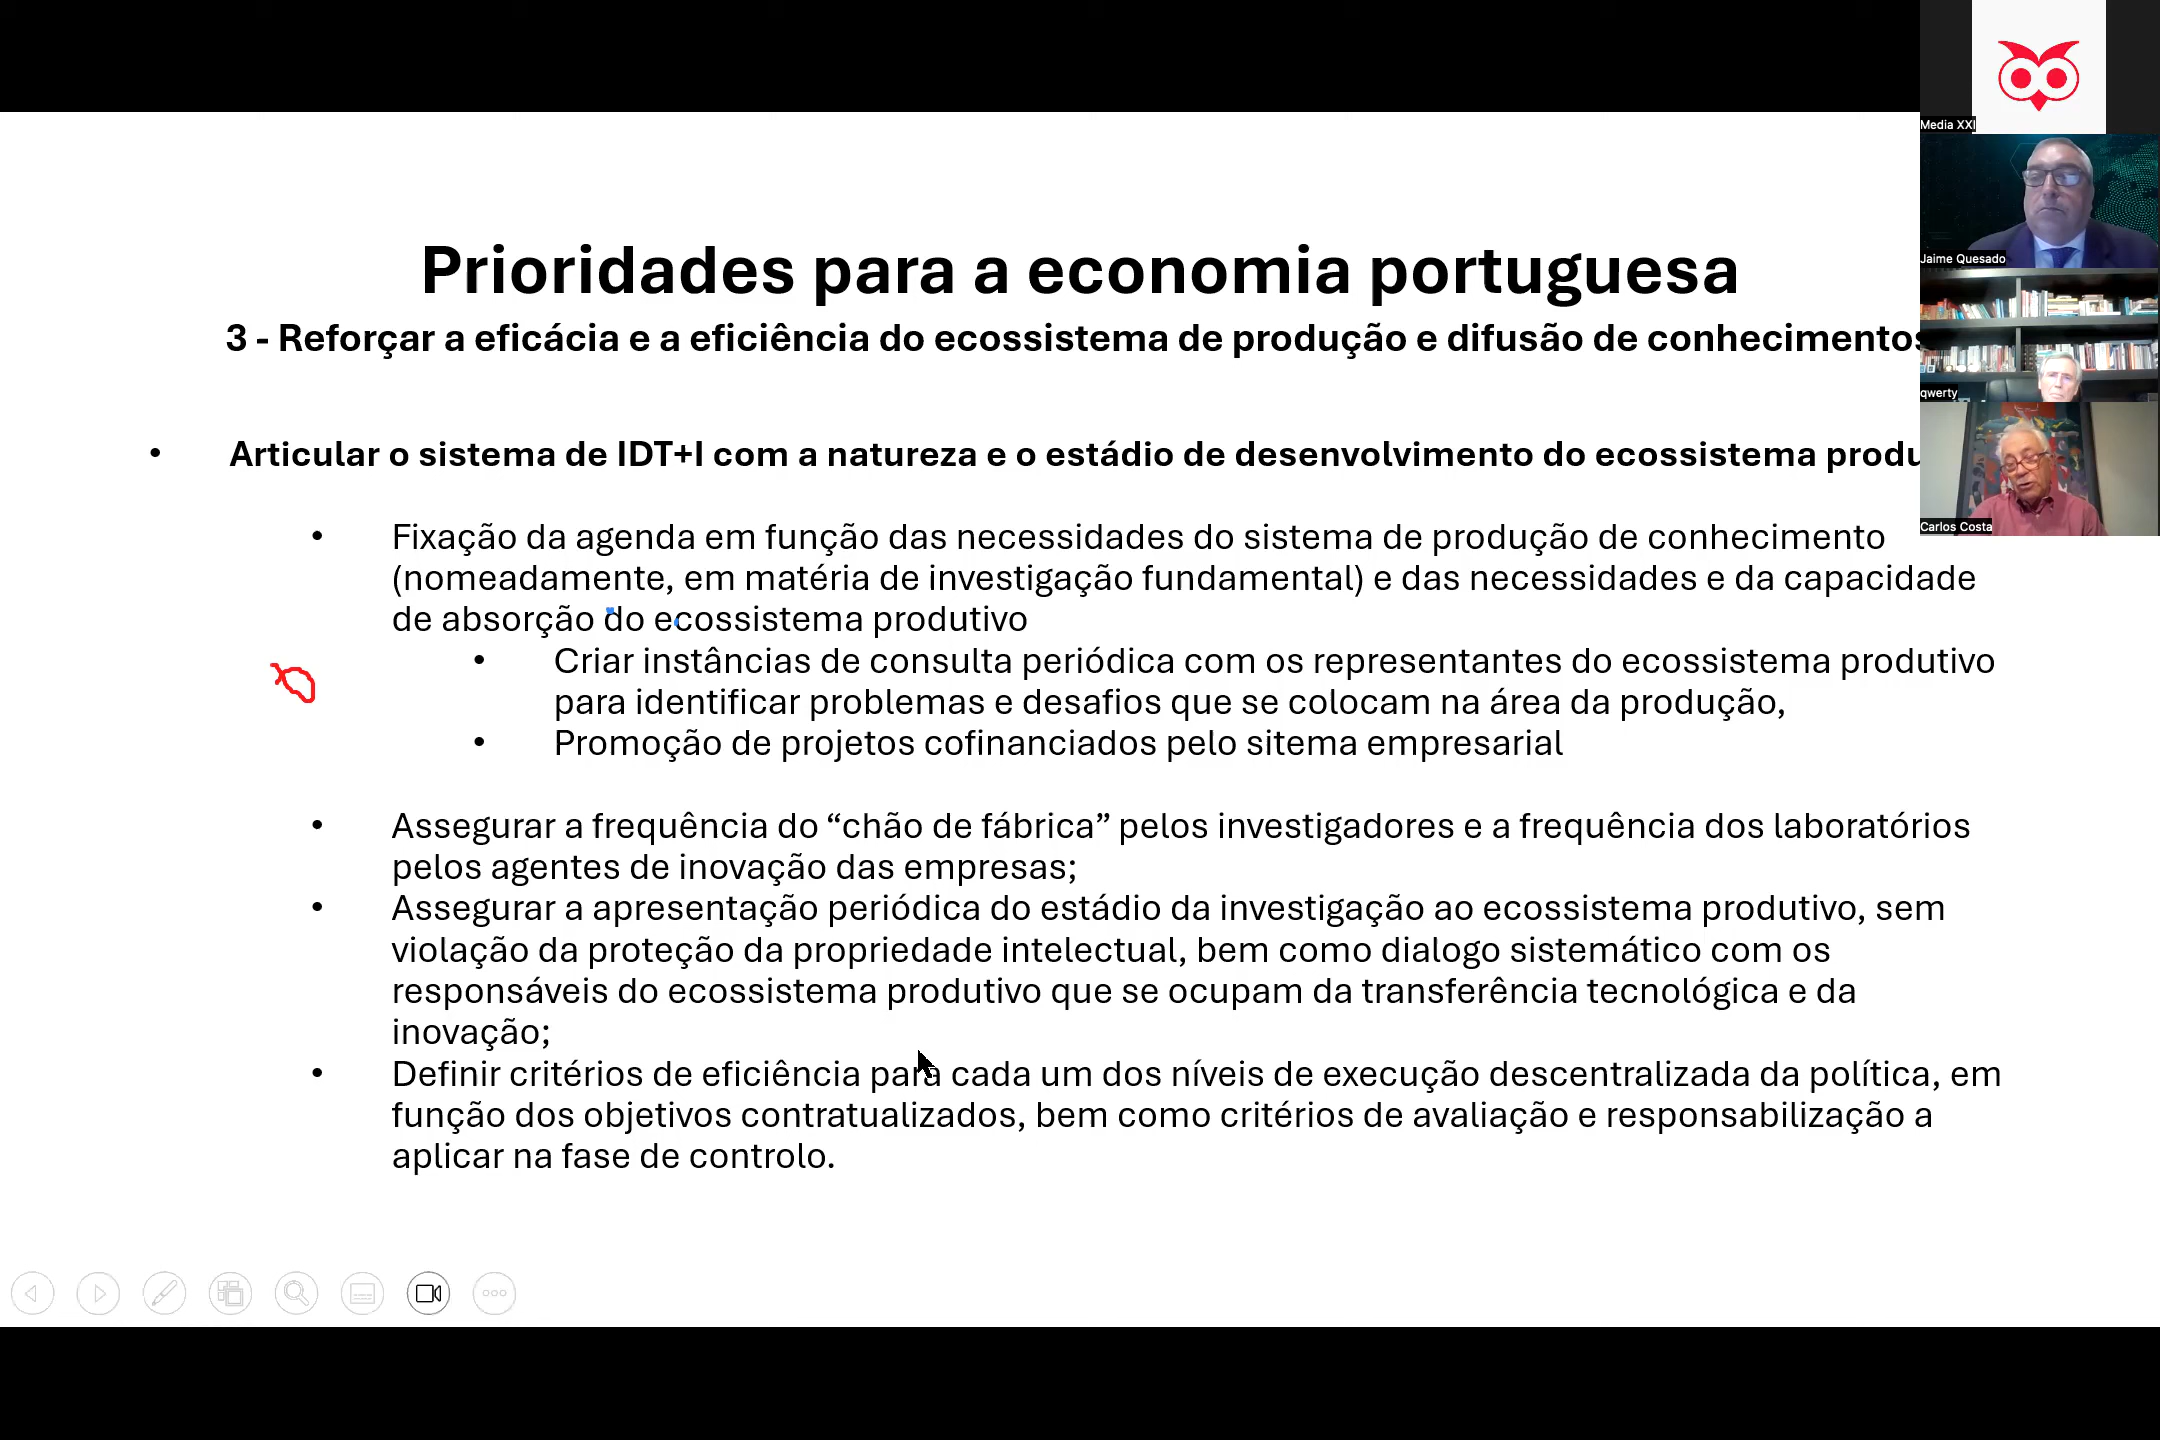 Prioridades para a economia portuguesa
3 - Reforçar a eficácia e a eficiência do ecossistema de produção e difusão de conhecimentos
• Articular o sistema de IDT+I com a natureza e o estádio de desenvolvimento do ecossistema produ
• Fixação da agenda em função das necessidades do sistema de produção de conhecimento
(nomeadamente, em matéria de investigação fundamental) e das necessidades e da capacidade
de absorção do ecossistema produtivo
• Criar instâncias de consulta periódica com os representantes do ecossistema produtivo
para identificar problemas e desafios que se colocam na área da produção,
• Promoção de projetos cofinanciados pelo sitema empresarial
• Assegurar a frequência do “chão de fábrica” pelos investigadores e a frequência dos laboratórios
pelos agentes de inovação das empresas;
• Assegurar a apresentação periódica do estádio da investigação ao ecossistema produtivo, sem
violação da proteção da propriedade intelectual, bem como dialogo sistemático com os
responsáveis do ecossistema produtivo que se ocupam da transferência tecnológica e da
inovação;
• Definir critérios de eficiência para cada um dos níveis de execução descentralizada da política, em
função dos objetivos contratualizados, bem como critérios de avaliação e responsabilização a
aplicar na fase de controlo.
Media XXI
Jaime Quesado
qwerty
Carlos Costa